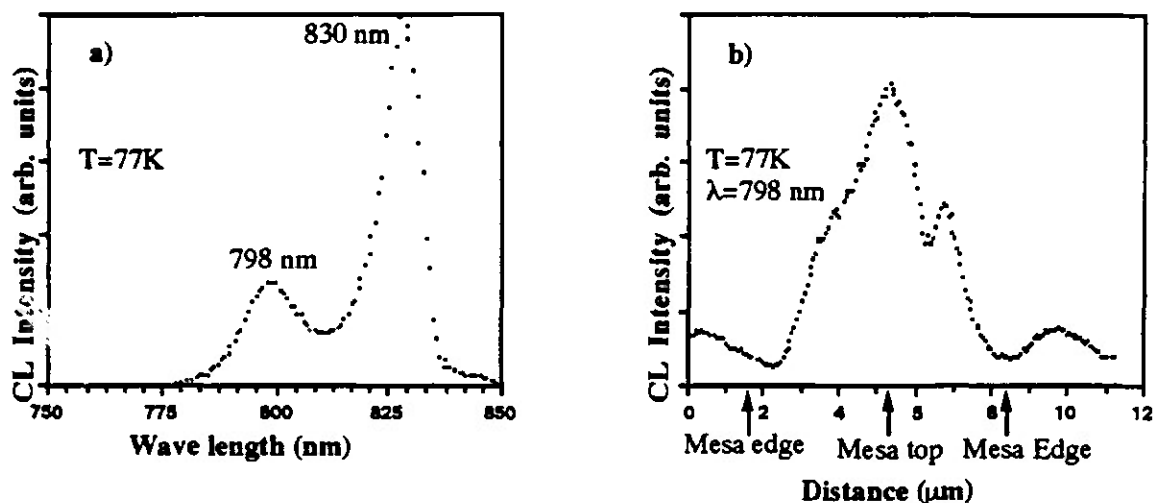 a)
830 nm
T=77K
798 nm
CL Intensity (arb. units)
750 775 800 825 850
Wave length (nm)
b)
T=77K
λ=798 nm
CL Intensity (arb. units)
0 2 4 5 8 10 12
Mesa edge Mesa top Mesa Edge
Distance (μm)